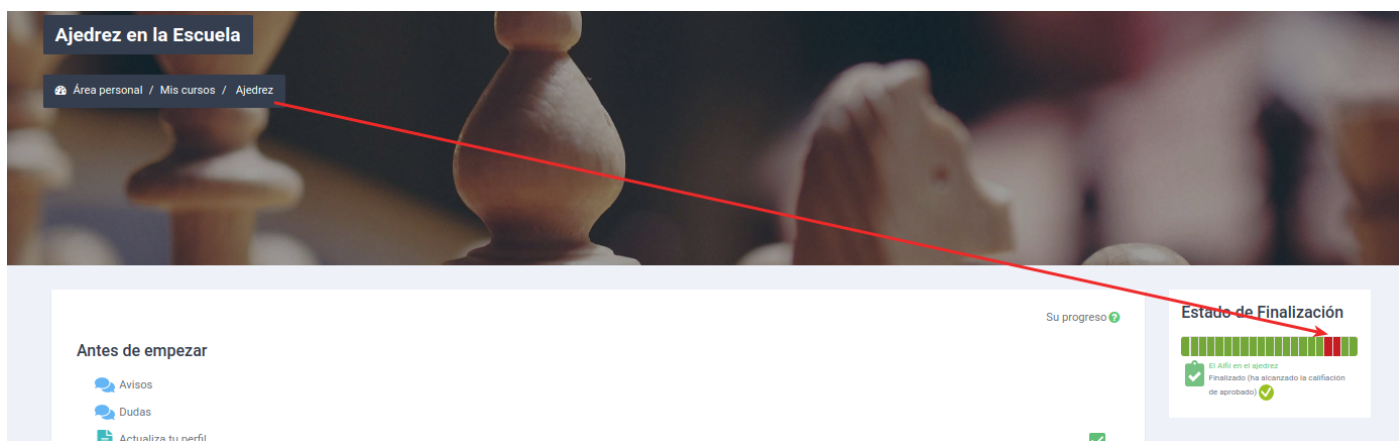 Ajedrez en la Escuela
Área personal / Mis cursos / Ajedrez
Su progreso
Estado de Finalización
Antes de empezar
El Alfil en el ajedrez
Finalizado (ha alcanzado la calificación
de aprobado)
Avisos
Dudas
Actualiza tu perfil